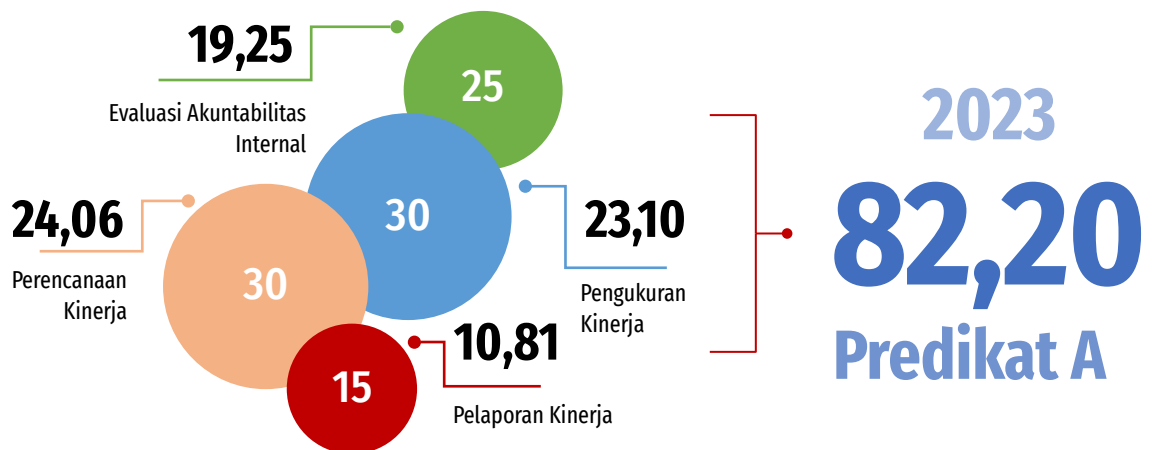 19,25
Evaluasi Akuntabilitas
Internal
25
30
24,06
Perencanaan
Kinerja
30
23,10
Pengukuran
Kinerja
10,81
Pelaporan Kinerja
15
2023
82,20
Predikat A